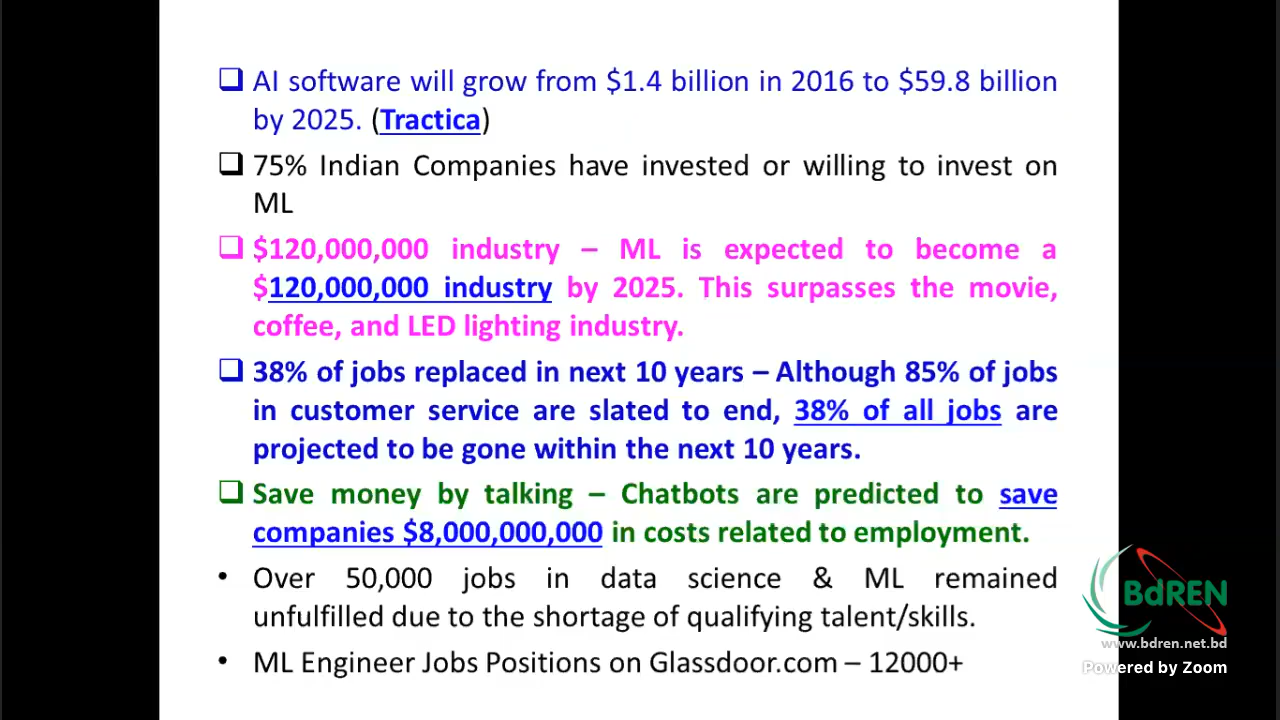 AI software will grow from $1.4 billion in 2016 to $59.8 billion
by 2025. (Tractica)
75% Indian Companies have invested or willing to invest on
ML
$120,000,000 industry – ML is expected to become a
$120,000,000 industry by 2025. This surpasses the movie,
coffee, and LED lighting industry.
38% of jobs replaced in next 10 years – Although 85% of jobs
in customer service are slated to end, 38% of all jobs are
projected to be gone within the next 10 years.
Save money by talking – Chatbots are predicted to save
companies $8,000,000,000 in costs related to employment.
• Over 50,000 jobs in data science & ML remained
unfulfilled due to the shortage of qualifying talent/skills.
• ML Engineer Jobs Positions on Glassdoor.com – 12000+
BdREN
www.bdren.net.bd
Powered by Zoom